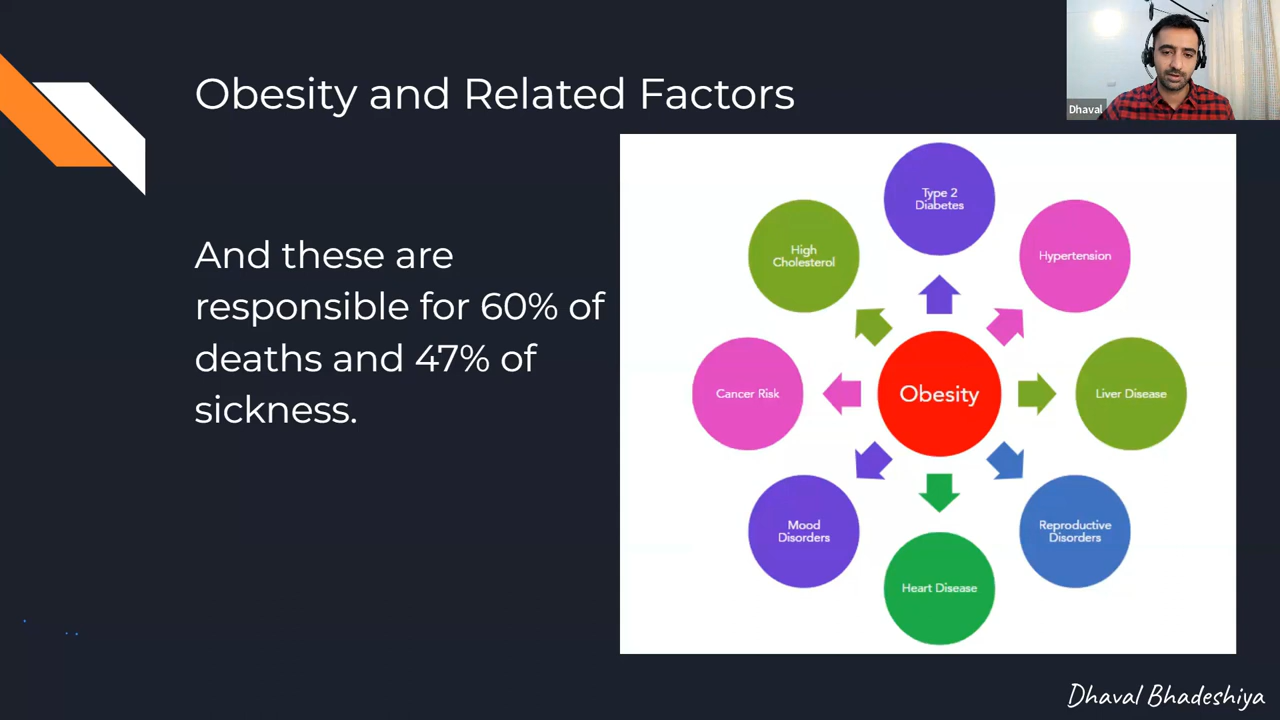 Obesity and Related Factors
Dhaval
And these are
responsible for 60% of
deaths and 47% of
sickness.
Type 2
Diabetes
High
Cholesterol
Hypertension
Cancer Risk
Obesity
Liver Disease
Mood
Disorders
Reproductive
Disorders
Heart Disease
Dhaval Bhadeshiya